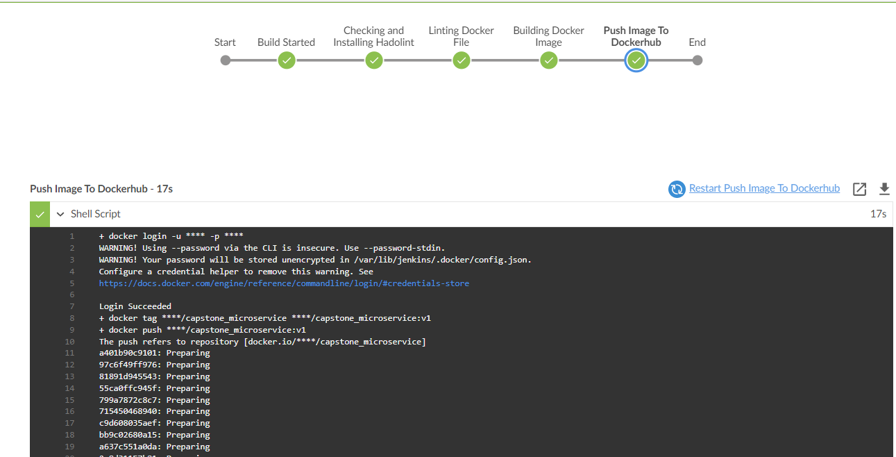 Start
Build Started
Checking and
Installing Hadolint
Linting Docker
File
Building Docker
Image
Push Image To
Dockerhub
End
Push Image To Dockerhub - 17s
Restart Push Image To Dockerhub
Shell Script
17s
1 + docker login -u **** -p ****
2 WARNING! Using --password via the CLI is insecure. Use --password-stdin.
3 WARNING! Your password will be stored unencrypted in /var/lib/jenkins/.docker/config.json.
4 Configure a credential helper to remove this warning. See
5 https://docs.docker.com/engine/reference/commandline/login/#credentials-store
6
7 Login Succeeded
8 + docker tag ****/capstone_microservice ****/capstone_microservice:v1
9 + docker push ****/capstone_microservice:v1
10 The push refers to repository [docker.io/****/capstone_microservice]
11 a401b90c9101: Preparing
12 97c6f49ff976: Preparing
13 81891d945543: Preparing
14 55ca0ffc945f: Preparing
15 799a7872c8c7: Preparing
16 715450468940: Preparing
17 c9d608035aef: Preparing
18 bb9c02680a15: Preparing
19 a637c551a0da: Preparing